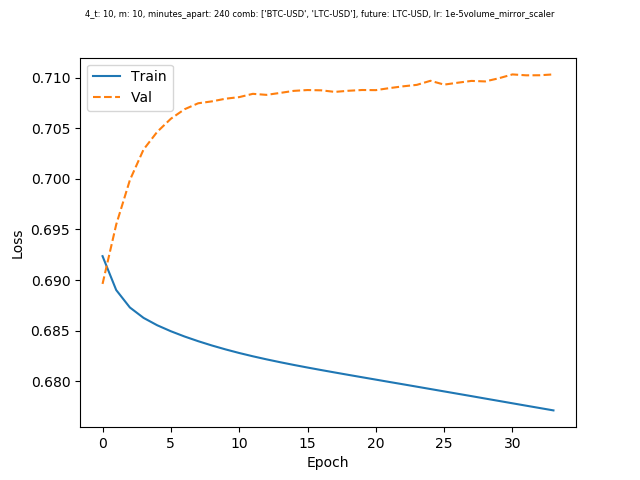 4_t: 10, m: 10, minutes_apart: 240 comb: ['BTC-USD', 'LTC-USD'], future: LTC-USD, lr: 1e-5volume_mirror_scaler
Train
Val
0.710
0.705
0.700
0.695
0.690
0.685
0.680
Loss
0 5 10 15 20 25 30
Epoch